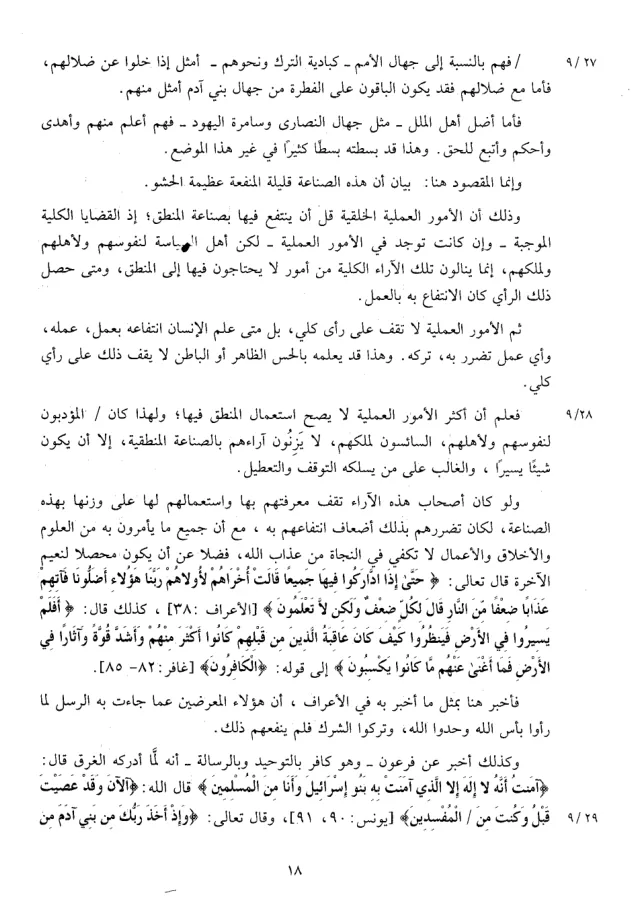 ٩/٢٧ / فهم بالنسبة إلى جهال الأمم ـ كبادية الترك ونحوهم ـ أمثل إذا خلوا عن ضلالهم،
فأما مع ضلالهم فقد يكون الباقون على الفطرة من جهال بني آدم أمثل منهم.
فأما أضل أهل الملل ـ مثل جهال النصارى وسامرة اليهود ـ فهم أعلم منهم وأهدى
وأحكم وأتبع للحق. وهذا قد بسطته بسطًا كثيرًا في غير هذا الموضع.
وإنما المقصود هنا: بيان أن هذه الصناعة قليلة المنفعة عظيمة الحشو.
وذلك أن الأمور العملية الخلقية قل أن ينتفع فيها بصناعة المنطق؛ إذ القضايا الكلية
الموجبة ـ وإن كانت توجد في الأمور العملية ـ لكن أهل السياسة لنفوسهم ولأهلهم
ولملكهم، إنما ينالون تلك الآراء الكلية من أمور لا يحتاجون فيها إلى المنطق، ومتى حصل
ذلك الرأي كان الانتفاع به بالعمل.
ثم الأمور العملية لا تقف على رأى كلي، بل متى علم الإنسان انتفاعه بعمل، عمله،
وأي عمل تضرر به، تركه. وهذا قد يعلمه بالحس الظاهر أو الباطن لا يقف ذلك على رأي
كلي.
٩/٢٨ فعلم أن أكثر الأمور العملية لا يصح استعمال المنطق فيها؛ ولهذا كان / المؤدبون
لنفوسهم ولأهلهم، السائسون لملكهم، لا يَزِنُون آراءهم بالصناعة المنطقية، إلا أن يكون
شيئًا يسيرًا ، والغالب على من يسلكه التوقف والتعطيل.
ولو كان أصحاب هذه الآراء تقف معرفتهم بها واستعمالهم لها على وزنها بهذه
الصناعة، لكان تضررهم بذلك أضعاف انتفاعهم به ، مع أن جميع ما يأمرون به من العلوم
والأخلاق والأعمال لا تكفي في النجاة من عذاب الله، فضلا عن أن يكون محصلا لنعيم
الآخرة قال تعالى: ﴿ حَتَّىٰ إِذَا ادَّارَكُوا فِيهَا جَمِيعًا قَالَتْ أُخْرَاهُمْ لأُولاهُمْ رَبَّنَا هَؤُلاءِ أَضَلُّونَا فَآتِهِمْ
عَذَابًا ضِعْفًا مِّنَ النَّارِ قَالَ لِكُلٍّ ضِعْفٌ وَلَكِن لاَّ تَعْلَمُونَ ﴾ [الأعراف :٣٨] ، كذلك قال: ﴿ أَفَلَمْ
يَسِيرُوا فِي الأَرْضِ فَيَنظُرُوا كَيْفَ كَانَ عَاقِبَةُ الَّذِينَ مِن قَبْلِهِمْ كَانُوا أَكْثَرَ مِنْهُمْ وَأَشَدَّ قُوَّةً وَآثَارًا فِي
الأَرْضِ فَمَا أَغْنَىٰ عَنْهُم مَّا كَانُوا يَكْسِبُونَ ﴾ إلى قوله: ﴿الْكَافِرُونَ﴾ [غافر:٨٢- ٨٥].
فأخبر هنا بمثل ما أخبر به في الأعراف ، أن هؤلاء المعرضين عما جاءت به الرسل لما
رأوا بأس الله وحدوا الله، وتركوا الشرك فلم ينفعهم ذلك.
وكذلك أخبر عن فرعون ـ وهو كافر بالتوحيد وبالرسالة ـ أنه لَّما أدركه الغرق قال:
﴿آمَنتُ أَنَّهُ لا إِلَهَ إِلاَّ الَّذِي آمَنَتْ بِهِ بَنُو إِسْرَائِيلَ وَأَنَا مِنَ الْمُسْلِمِينَ ﴾ قال الله: ﴿آلآنَ وَقَدْ عَصَيْتَ
٩/٢٩ قَبْلُ وَكُنتَ مِنَ / الْمُفْسِدِينَ﴾ [يونس: ٩٠، ٩١]، وقال تعالى: ﴿وَإِذْ أَخَذَ رَبُّكَ مِن بَنِي آدَمَ مِن
١٨